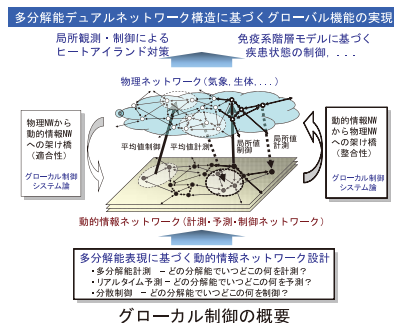 多分解能デュアルネットワーク構造に基づくグローバル機能の実現
局所観測・制御による
ヒートアイランド対策
免疫系階層モデルに基づく
疾患状態の制御，．．．
物理ネットワーク(気象,生体,．．．)
物理NWから
動的情報NW
への架け橋
(適合性)
グローカル制御
システム論
平均値制御
平均値計測
局所値
制御
局所値
計測
動的情報NW
から物理NW
への架け橋
(整合性)
グローカル制御
システム論
動的情報ネットワーク(計測・予測・制御ネットワーク)
多分解能表現に基づく動的情報ネットワーク設計
・多分解能計測 －どの分解能でいつどこの何を計測？
・リアルタイム予測－どの分解能でいつどこの何を予測？
・分散制御 －どの分解能でいつどこの何を制御？
グローカル制御の概要